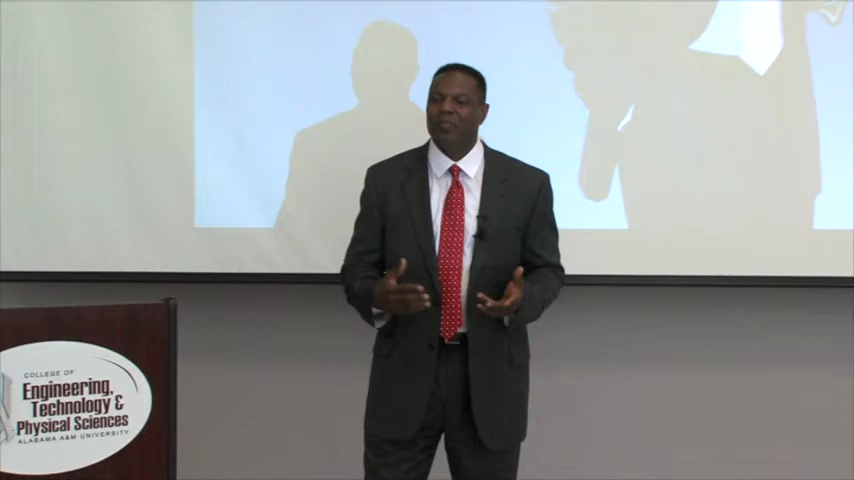 COLLEGE OF
Engineering,
Technology &
Physical Sciences
ALABAMA A&M UNIVERSITY